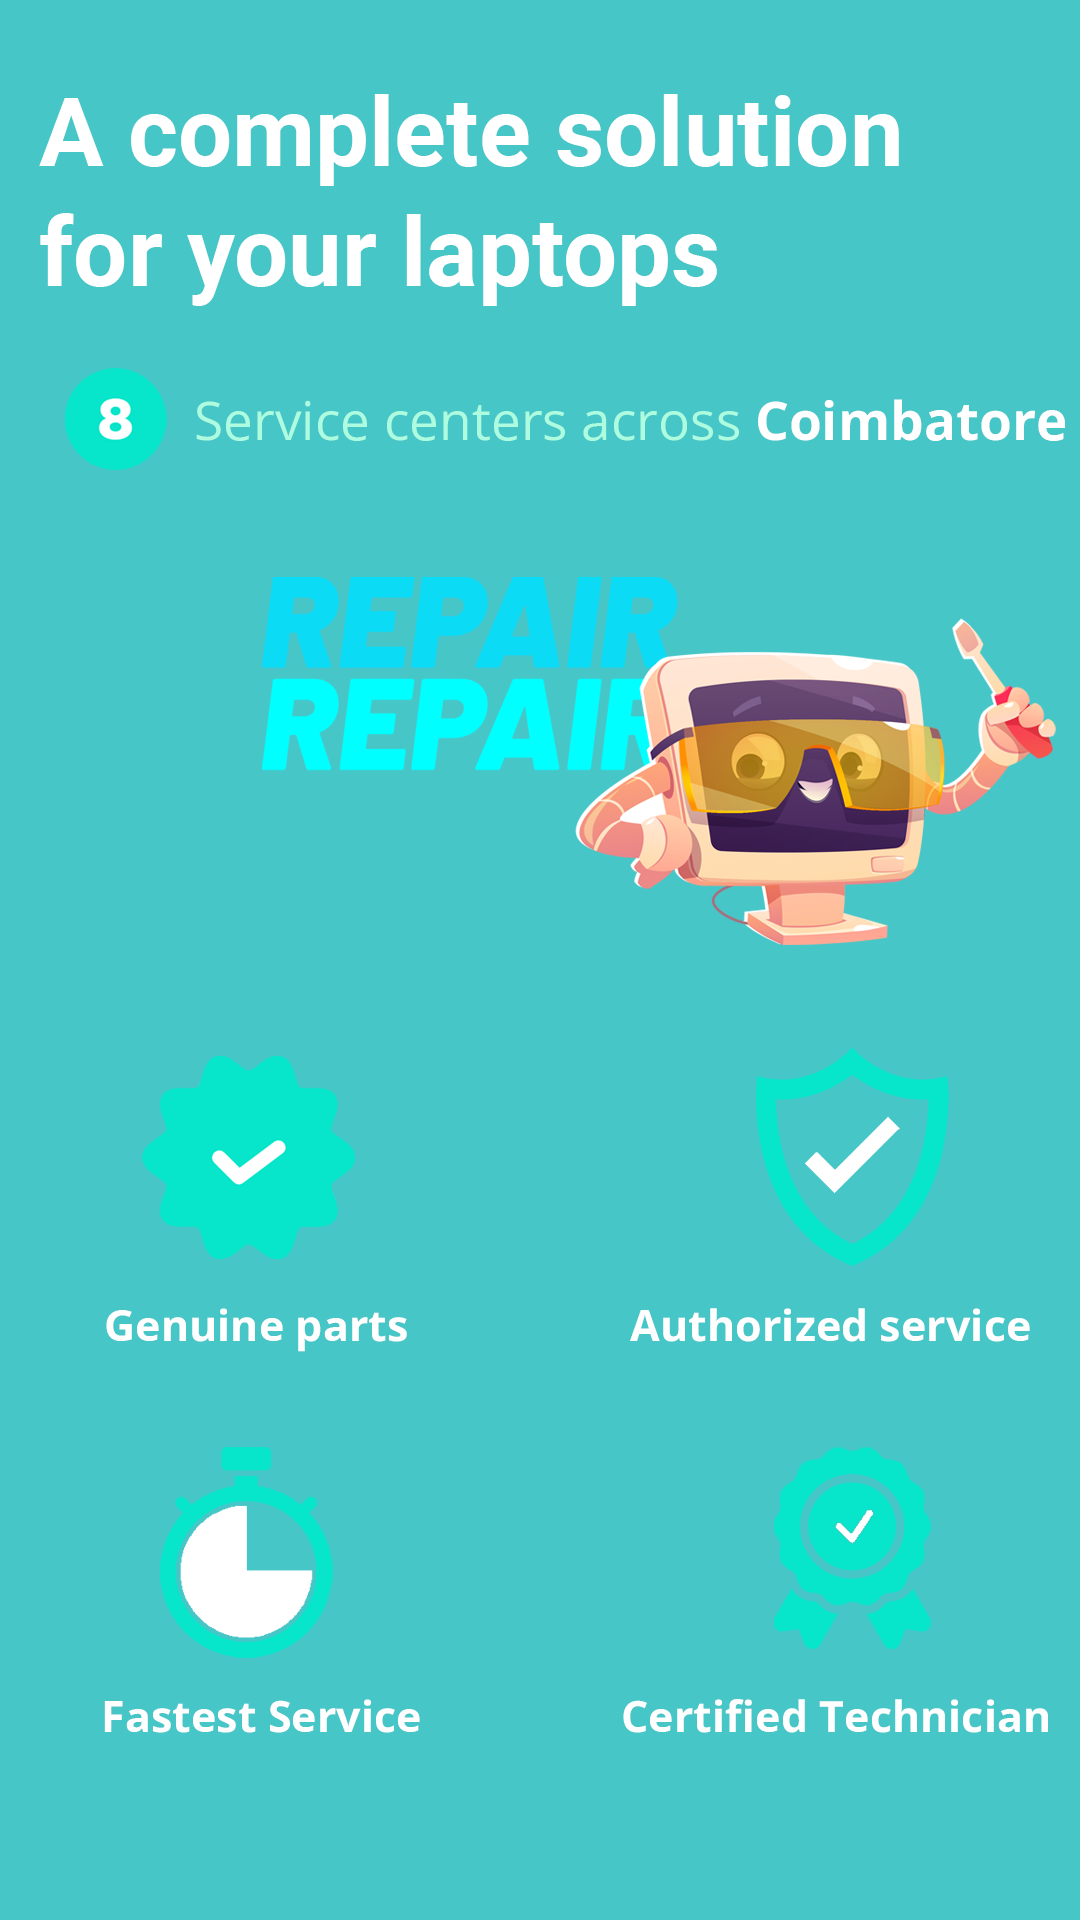 A complete solution
for your laptops
8 Service centers across Coimbatore
REPAIR
REPAIR
Genuine parts
Authorized service
Fastest Service
Certified Technician